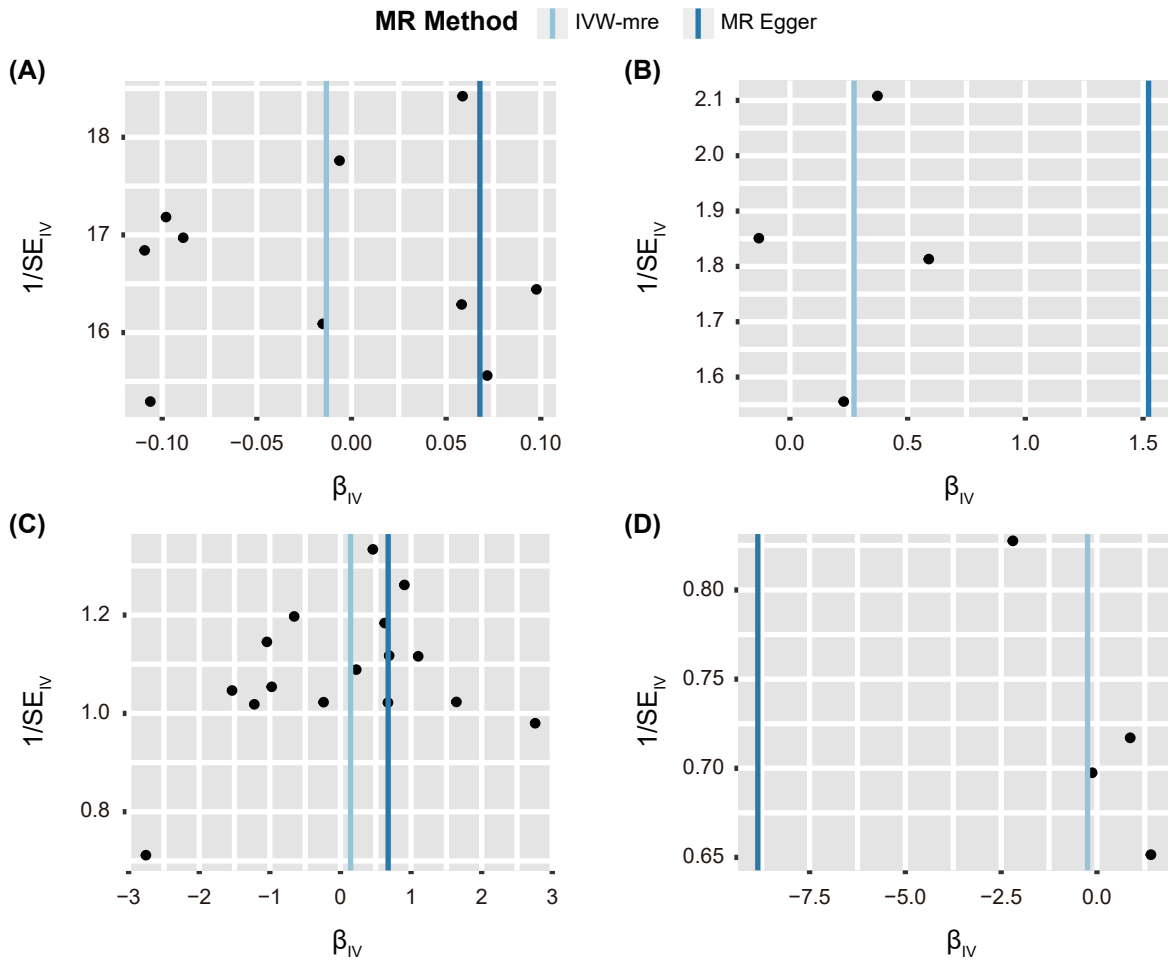 MR Method IVW-mre MR Egger
(A)
18
17
16
1/SE_IV
−0.10 −0.05 0.00 0.05 0.10
β_IV
(B)
2.1
2.0
1.9
1.8
1.7
1.6
1/SE_IV
0.0 0.5 1.0 1.5
β_IV
(C)
1.2
1.0
0.8
1/SE_IV
−3 −2 −1 0 1 2 3
β_IV
(D)
0.80
0.75
0.70
0.65
1/SE_IV
−7.5 −5.0 −2.5 0.0
β_IV